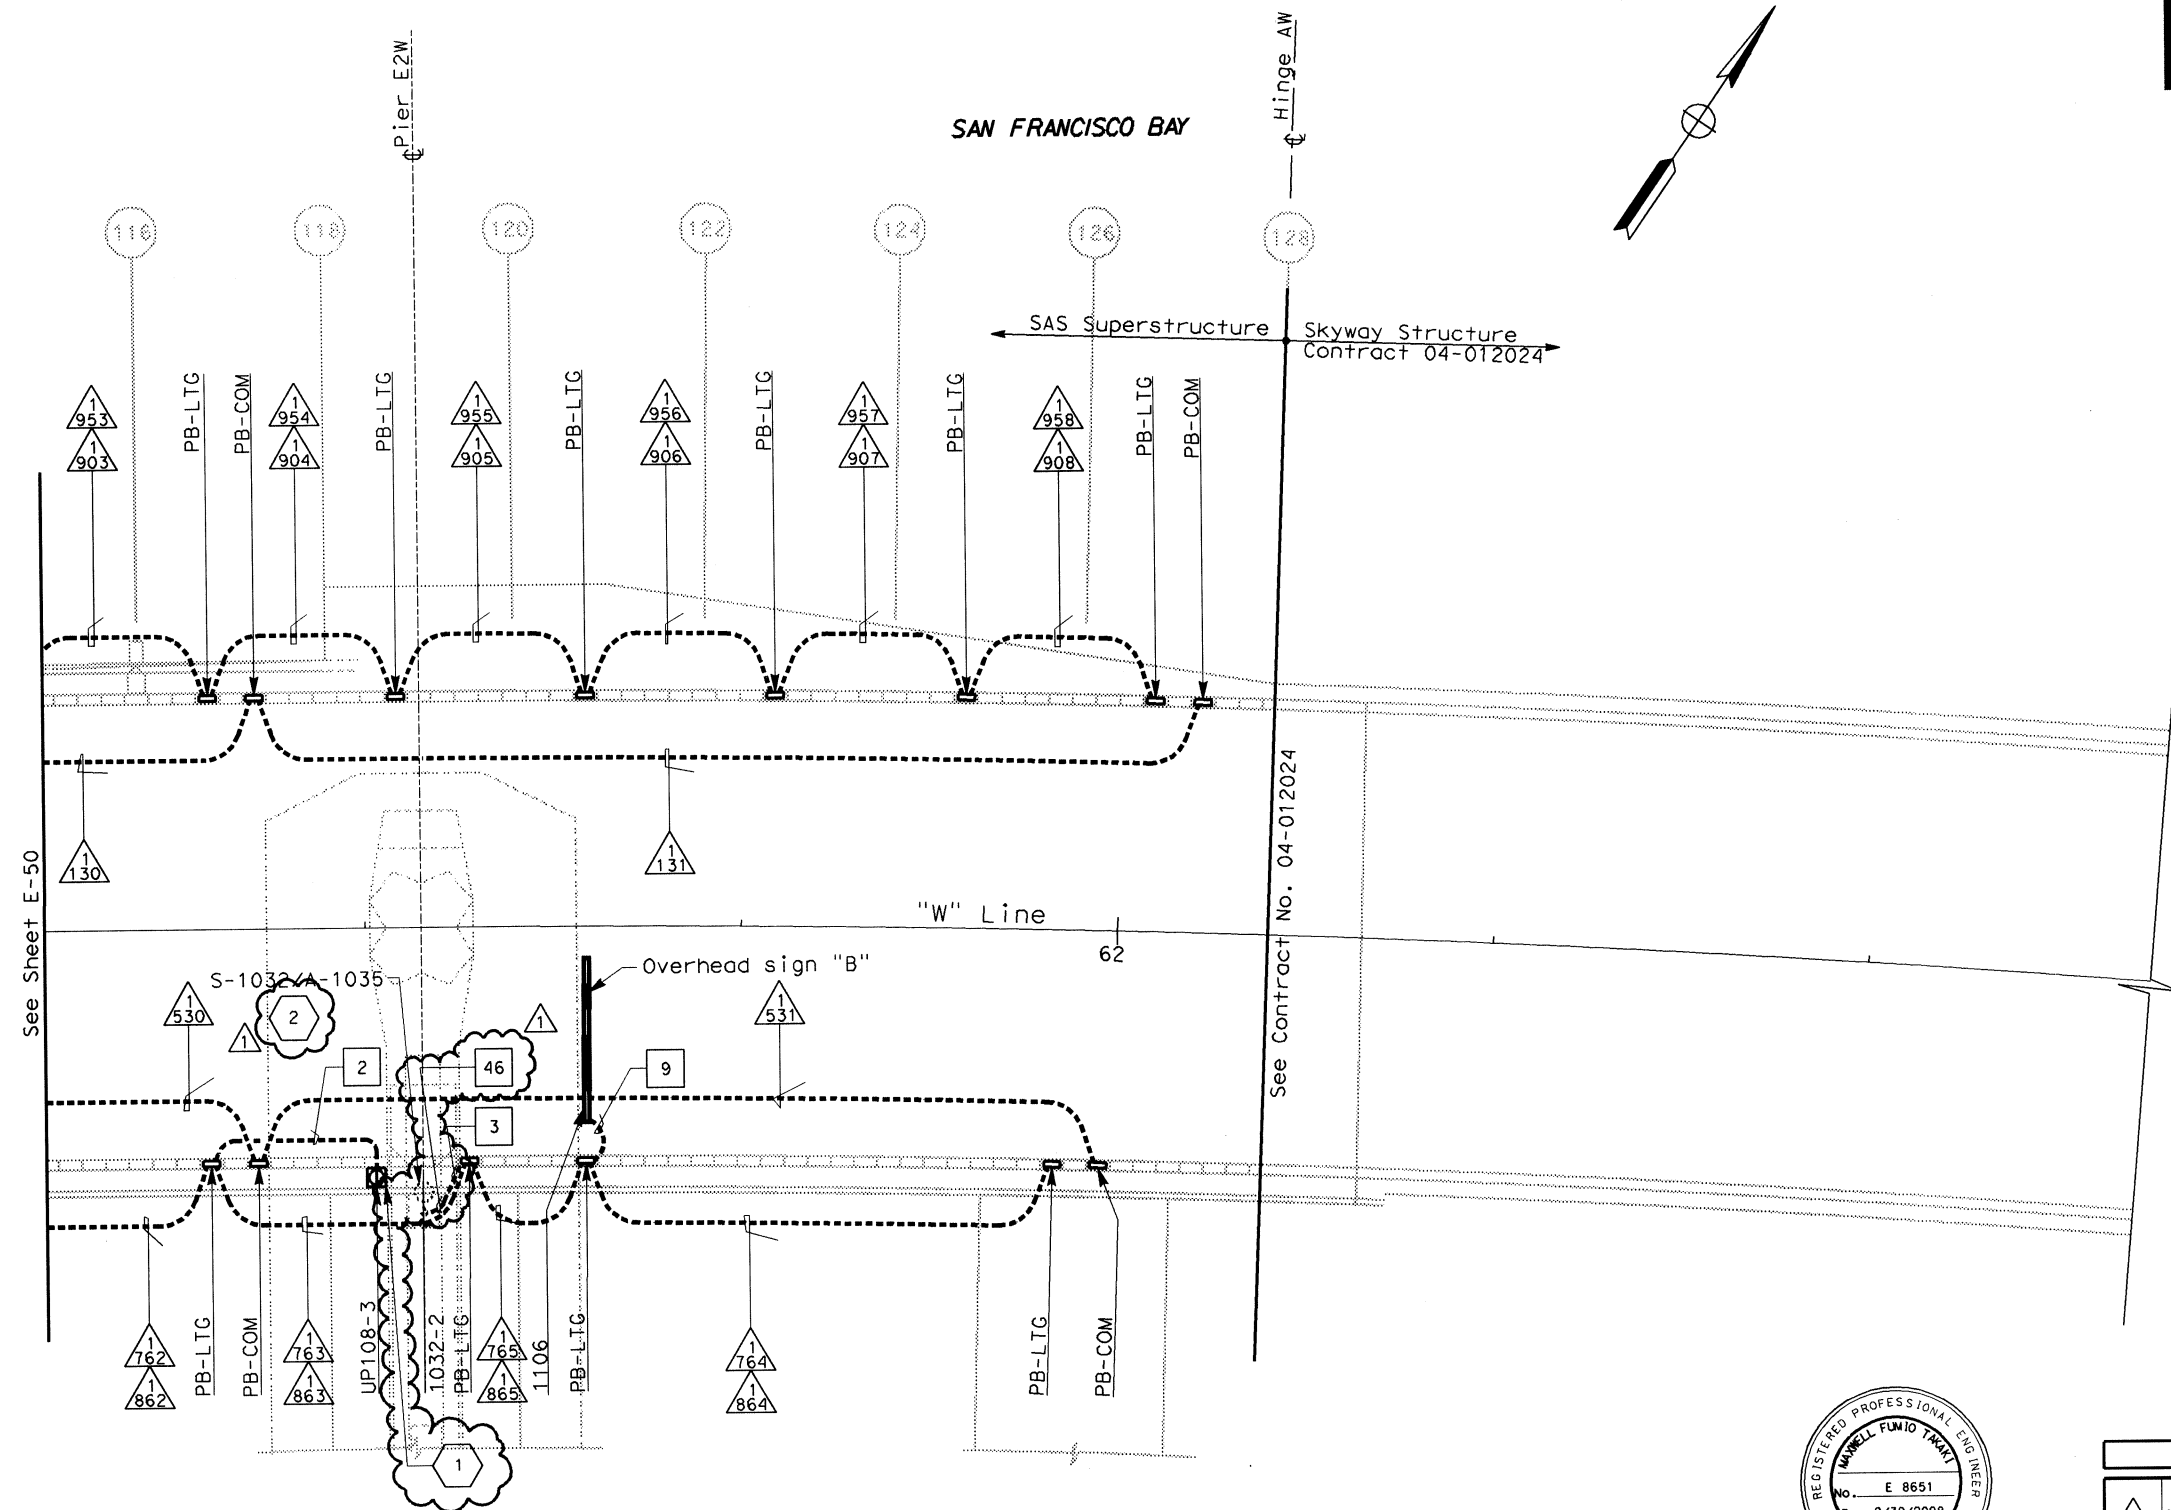 ℄ Pier E2W
℄ Hinge AW
SAN FRANCISCO BAY
116
118
120
122
124
126
128
SAS Superstructure
Skyway Structure
Contract 04-012024
1
953
1
903
PB-LTG
PB-COM
1
954
1
904
PB-LTG
1
955
1
905
PB-LTG
1
956
1
906
PB-LTG
1
957
1
907
PB-LTG
1
958
1
908
PB-LTG
PB-COM
See Sheet E-50
1
130
1
131
See Contract No. 04-012024
"W" Line
62
S-1032/A-1035
Overhead sign "B"
1
530
2
1
1
1
531
2
46
9
3
1
762
1
862
PB-LTG
PB-COM
1
763
1
863
UP108-3
1032-2
PB-LTG
1
765
1
865
1106
PB-LTG
1
764
1
864
PB-LTG
PB-COM
1
REGISTERED PROFESSIONAL ENGINEER
MAXWELL FUMIO TAKAKI
No. E 8651